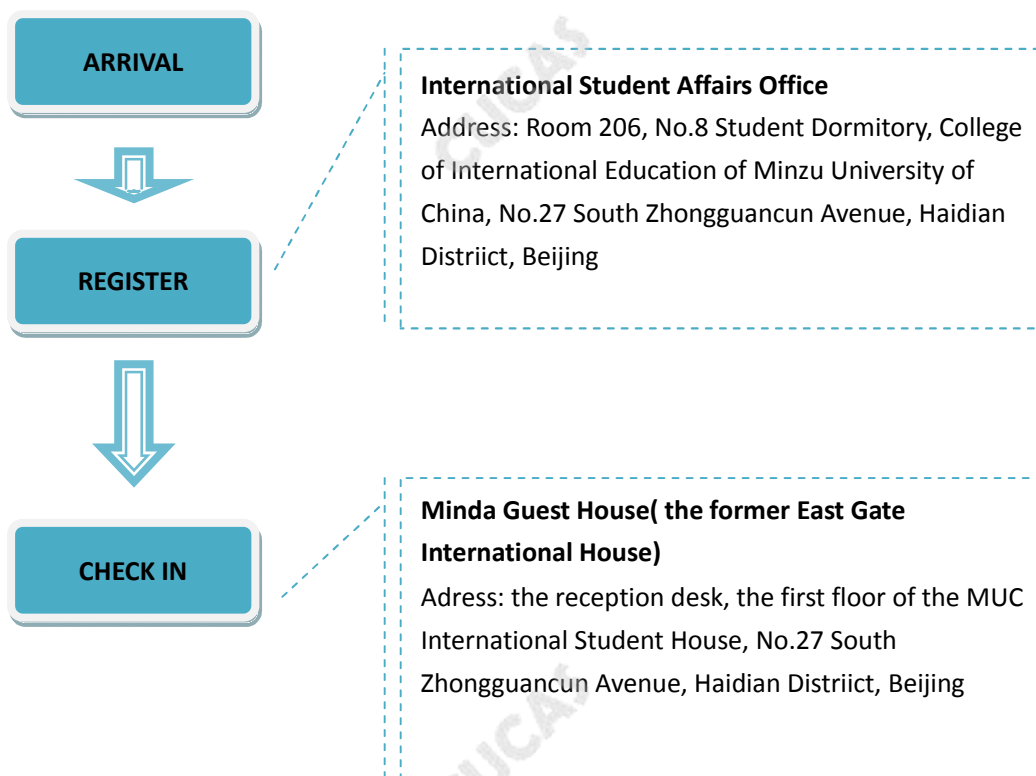 ARRIVAL
International Student Affairs Office
Address: Room 206, No.8 Student Dormitory, College
of International Education of Minzu University of
China, No.27 South Zhongguancun Avenue, Haidian
Distriict, Beijing
REGISTER
Minda Guest House( the former East Gate
International House)
Adress: the reception desk, the first floor of the MUC
International Student House, No.27 South
Zhongguancun Avenue, Haidian Distriict, Beijing
CHECK IN
CUCAS
CUCAS